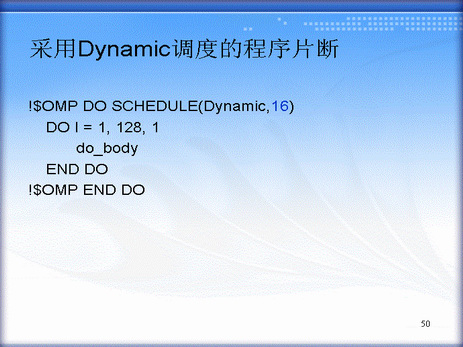 采用Dynamic调度的程序片断
!$OMP DO SCHEDULE(Dynamic,16)
DO I = 1, 128, 1
do_body
END DO
!$OMP END DO
50